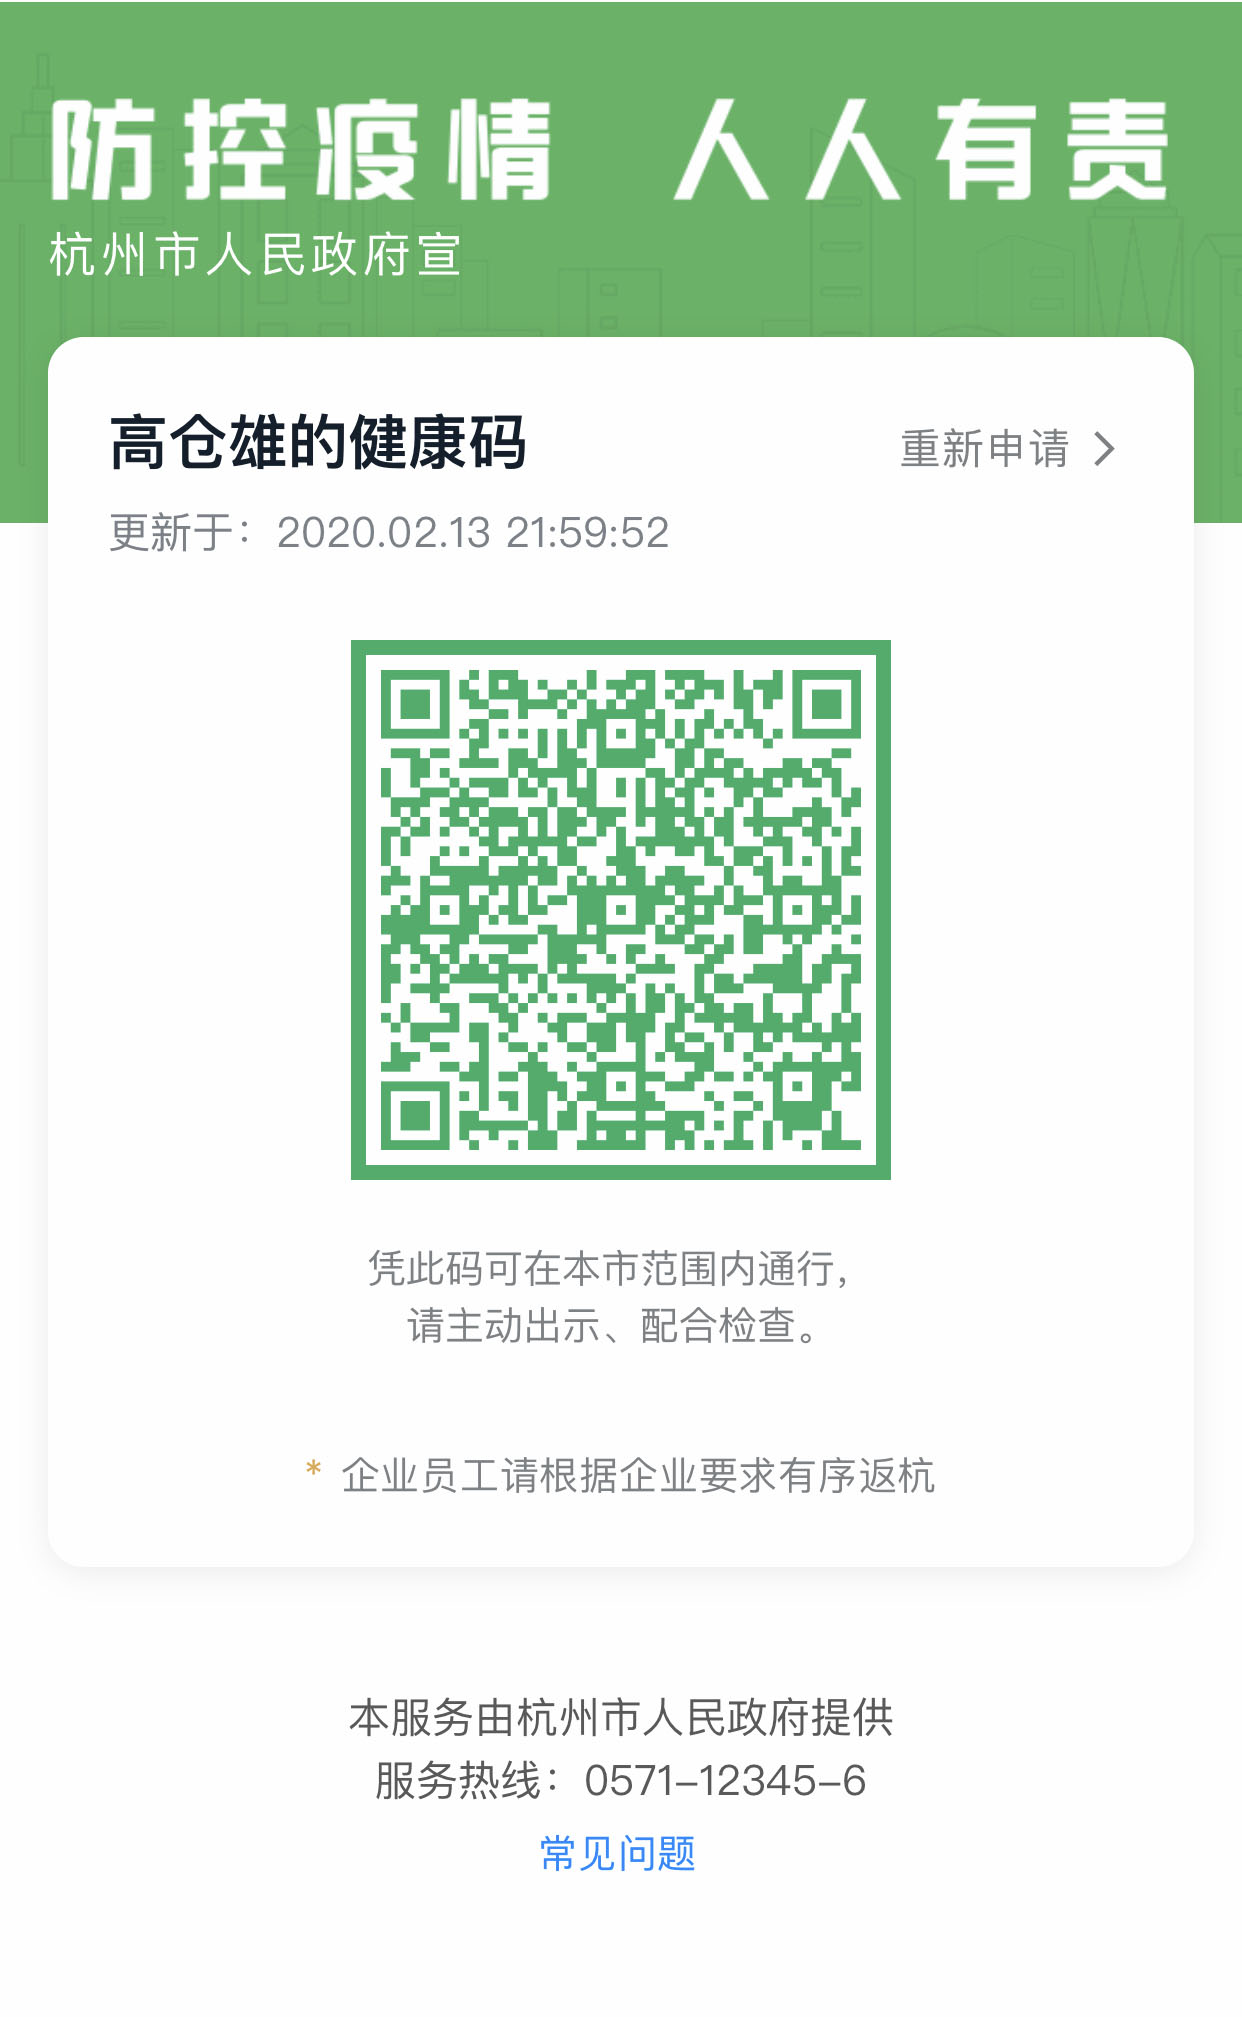 防控疫情 人人有责
杭州市人民政府宣
高仓雄的健康码
重新申请
更新于：2020.02.13 21:59:52
凭此码可在本市范围内通行，
请主动出示、配合检查。
* 企业员工请根据企业要求有序返杭
本服务由杭州市人民政府提供
服务热线：0571-12345-6
常见问题